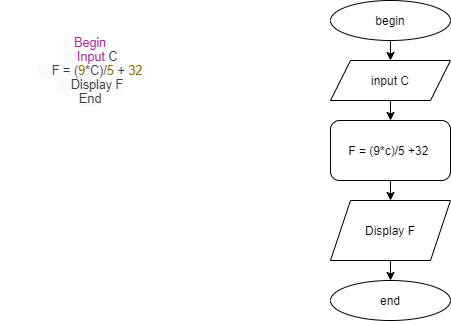 Begin
Input C
F = (9*C)/5 + 32
Display F
End
begin
input C
F = (9*c)/5 +32
Display F
end